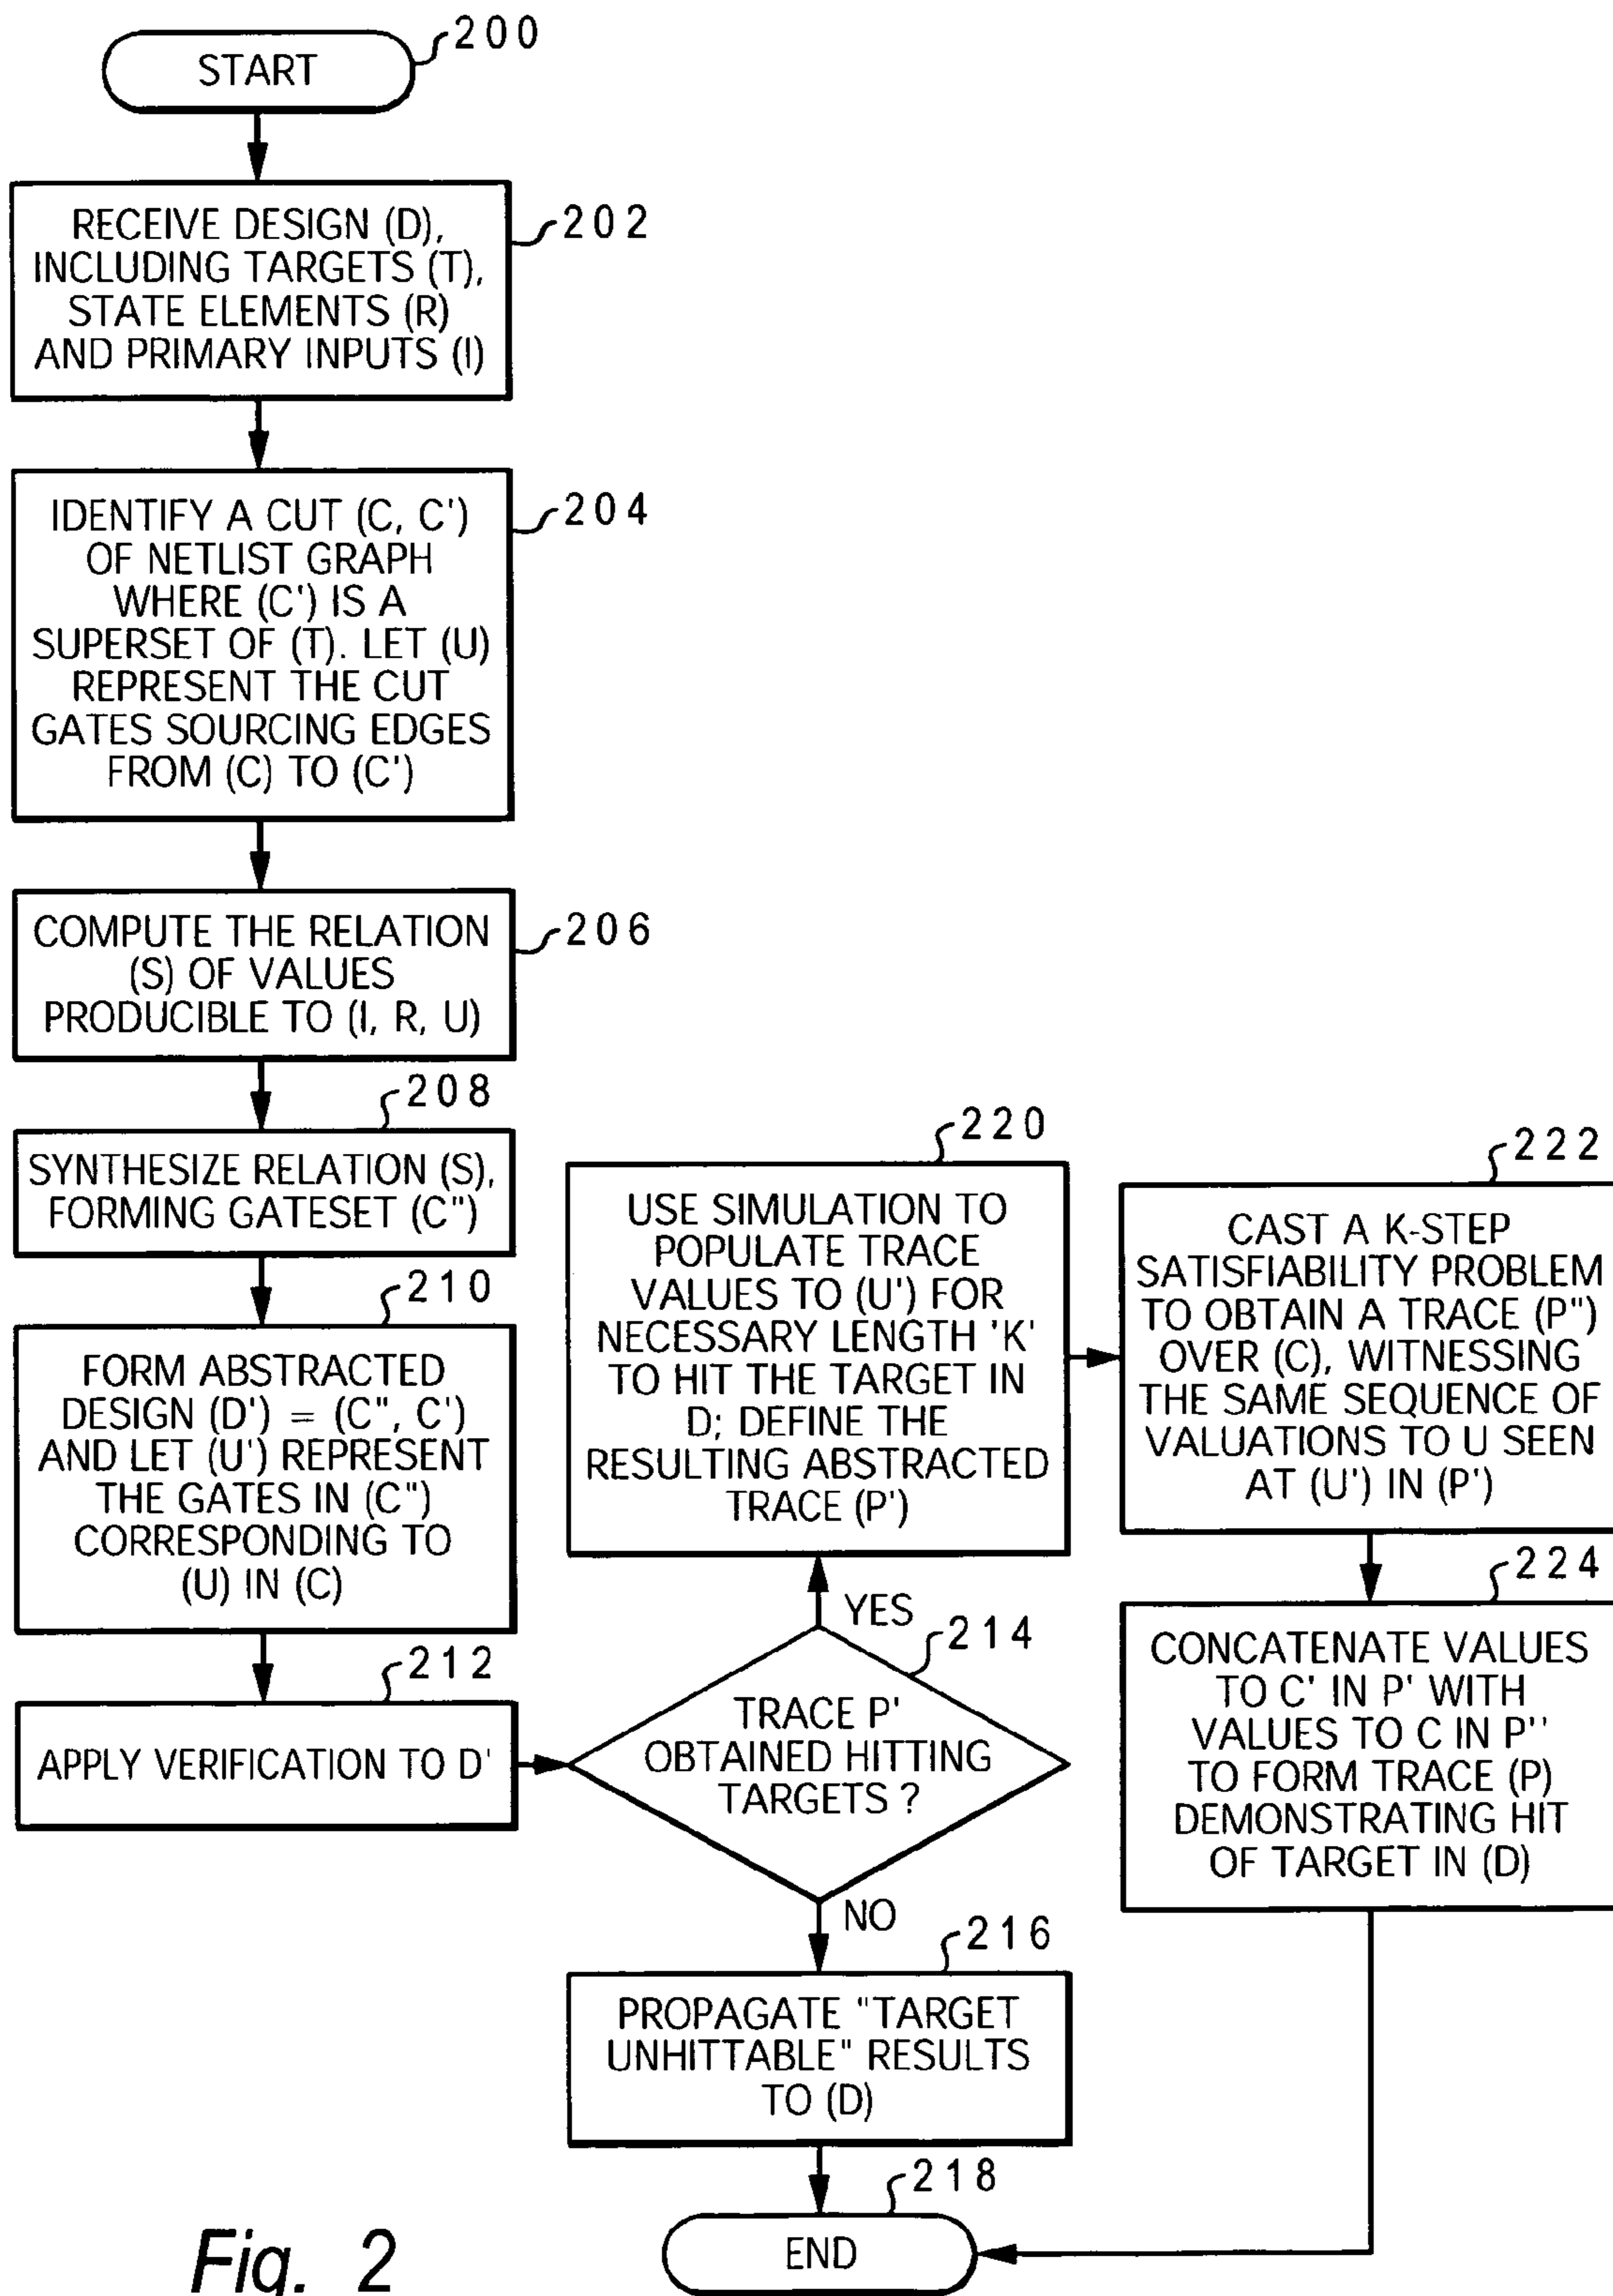 START
200
RECEIVE DESIGN (D),
INCLUDING TARGETS (T),
STATE ELEMENTS (R)
AND PRIMARY INPUTS (I)
202
IDENTIFY A CUT (C, C')
OF NETLIST GRAPH
WHERE (C') IS A
SUPERSET OF (T). LET (U)
REPRESENT THE CUT
GATES SOURCING EDGES
FROM (C) TO (C')
204
COMPUTE THE RELATION
(S) OF VALUES
PRODUCIBLE TO (I, R, U)
206
208
SYNTHESIZE RELATION (S),
FORMING GATESET (C")
210
FORM ABSTRACTED
DESIGN (D') = (C", C')
AND LET (U') REPRESENT
THE GATES IN (C")
CORRESPONDING TO
(U) IN (C)
212
APPLY VERIFICATION TO D'
214
TRACE P'
OBTAINED HITTING
TARGETS ?
YES
NO
220
USE SIMULATION TO
POPULATE TRACE
VALUES TO (U') FOR
NECESSARY LENGTH 'K'
TO HIT THE TARGET IN
D; DEFINE THE
RESULTING ABSTRACTED
TRACE (P')
222
CAST A K-STEP
SATISFIABILITY PROBLEM
TO OBTAIN A TRACE (P")
OVER (C), WITNESSING
THE SAME SEQUENCE OF
VALUATIONS TO U SEEN
AT (U') IN (P')
224
CONCATENATE VALUES
TO C' IN P' WITH
VALUES TO C IN P''
TO FORM TRACE (P)
DEMONSTRATING HIT
OF TARGET IN (D)
216
PROPAGATE "TARGET
UNHITTABLE" RESULTS
TO (D)
218
END
Fig. 2